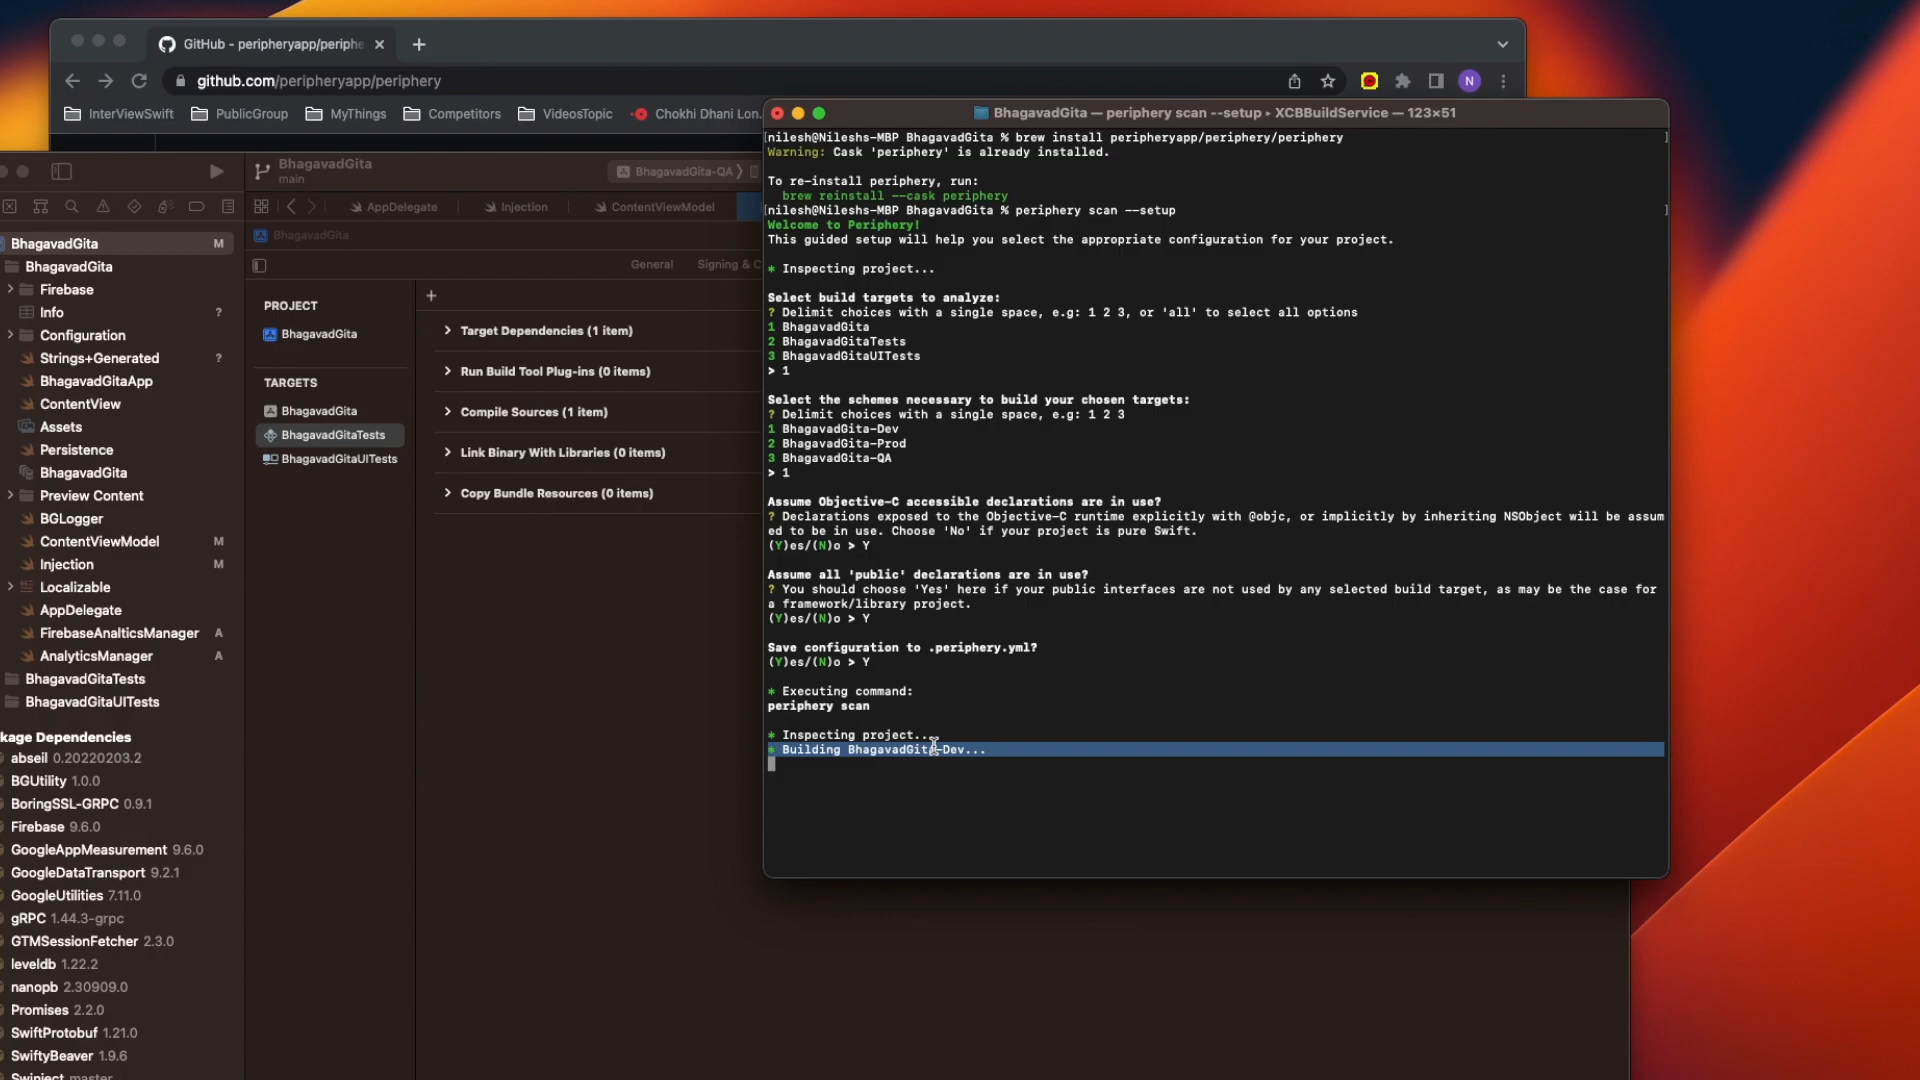 GitHub - peripheryapp/periphe
github.com/peripheryapp/periphery
N
InterViewSwift
PublicGroup
MyThings
Competitors
VideosTopic
Chokhi Dhani Lon.
BhagavadGita
main
BhagavadGita-QA
AppDelegate
Injection
ContentViewModel
BhagavadGita
General
Signing & C
BhagavadGita M
BhagavadGita
Firebase
Info ?
Configuration
Strings+Generated ?
BhagavadGitaApp
ContentView
Assets
Persistence
BhagavadGita
Preview Content
BGLogger
ContentViewModel M
Injection M
Localizable
AppDelegate
FirebaseAnalticsManager A
AnalyticsManager A
BhagavadGitaTests
BhagavadGitaUITests
kage Dependencies
abseil 0.20220203.2
BGUtility 1.0.0
BoringSSL-GRPC 0.9.1
Firebase 9.6.0
GoogleAppMeasurement 9.6.0
GoogleDataTransport 9.2.1
GoogleUtilities 7.11.0
gRPC 1.44.3-grpc
GTMSessionFetcher 2.3.0
leveldb 1.22.2
nanopb 2.30909.0
Promises 2.2.0
SwiftProtobuf 1.21.0
SwiftyBeaver 1.9.6
Swinject master
PROJECT
BhagavadGita
TARGETS
BhagavadGita
BhagavadGitaTests
BhagavadGitaUITests
Target Dependencies (1 item)
Run Build Tool Plug-ins (0 items)
Compile Sources (1 item)
Link Binary With Libraries (0 items)
Copy Bundle Resources (0 items)
BhagavadGita — periphery scan --setup ▸ XCBBuildService — 123×51
[nilesh@Nileshs-MBP BhagavadGita % brew install peripheryapp/periphery/periphery ]
Warning: Cask 'periphery' is already installed.
To re-install periphery, run:
brew reinstall --cask periphery
[nilesh@Nileshs-MBP BhagavadGita % periphery scan --setup ]
Welcome to Periphery!
This guided setup will help you select the appropriate configuration for your project.
* Inspecting project...
Select build targets to analyze:
? Delimit choices with a single space, e.g: 1 2 3, or 'all' to select all options
1 BhagavadGita
2 BhagavadGitaTests
3 BhagavadGitaUITests
> 1
Select the schemes necessary to build your chosen targets:
? Delimit choices with a single space, e.g: 1 2 3
1 BhagavadGita-Dev
2 BhagavadGita-Prod
3 BhagavadGita-QA
> 1
Assume Objective-C accessible declarations are in use?
? Declarations exposed to the Objective-C runtime explicitly with @objc, or implicitly by inheriting NSObject will be assum
ed to be in use. Choose 'No' if your project is pure Swift.
(Y)es/(N)o > Y
Assume all 'public' declarations are in use?
? You should choose 'Yes' here if your public interfaces are not used by any selected build target, as may be the case for
a framework/library project.
(Y)es/(N)o > Y
Save configuration to .periphery.yml?
(Y)es/(N)o > Y
* Executing command:
periphery scan
* Inspecting project...
* Building BhagavadGita-Dev...